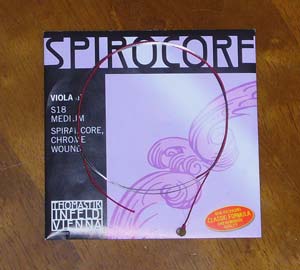 SPIROCORE
VIOLA
S18
MEDIUM
SPIRAL CORE,
CHROME
WOUND
THOMASTIK
INFELD
VIENNA
CLASSIC FORMULA